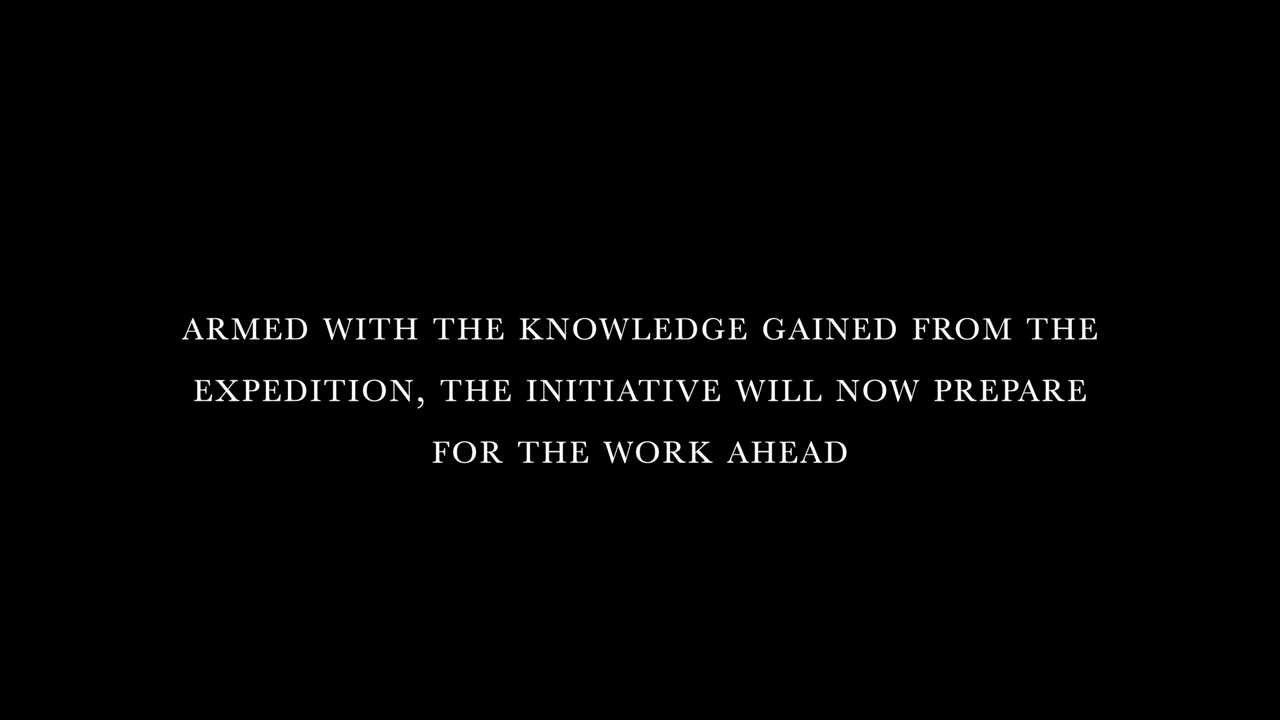 ARMED WITH THE KNOWLEDGE GAINED FROM THE
EXPEDITION, THE INITIATIVE WILL NOW PREPARE
FOR THE WORK AHEAD